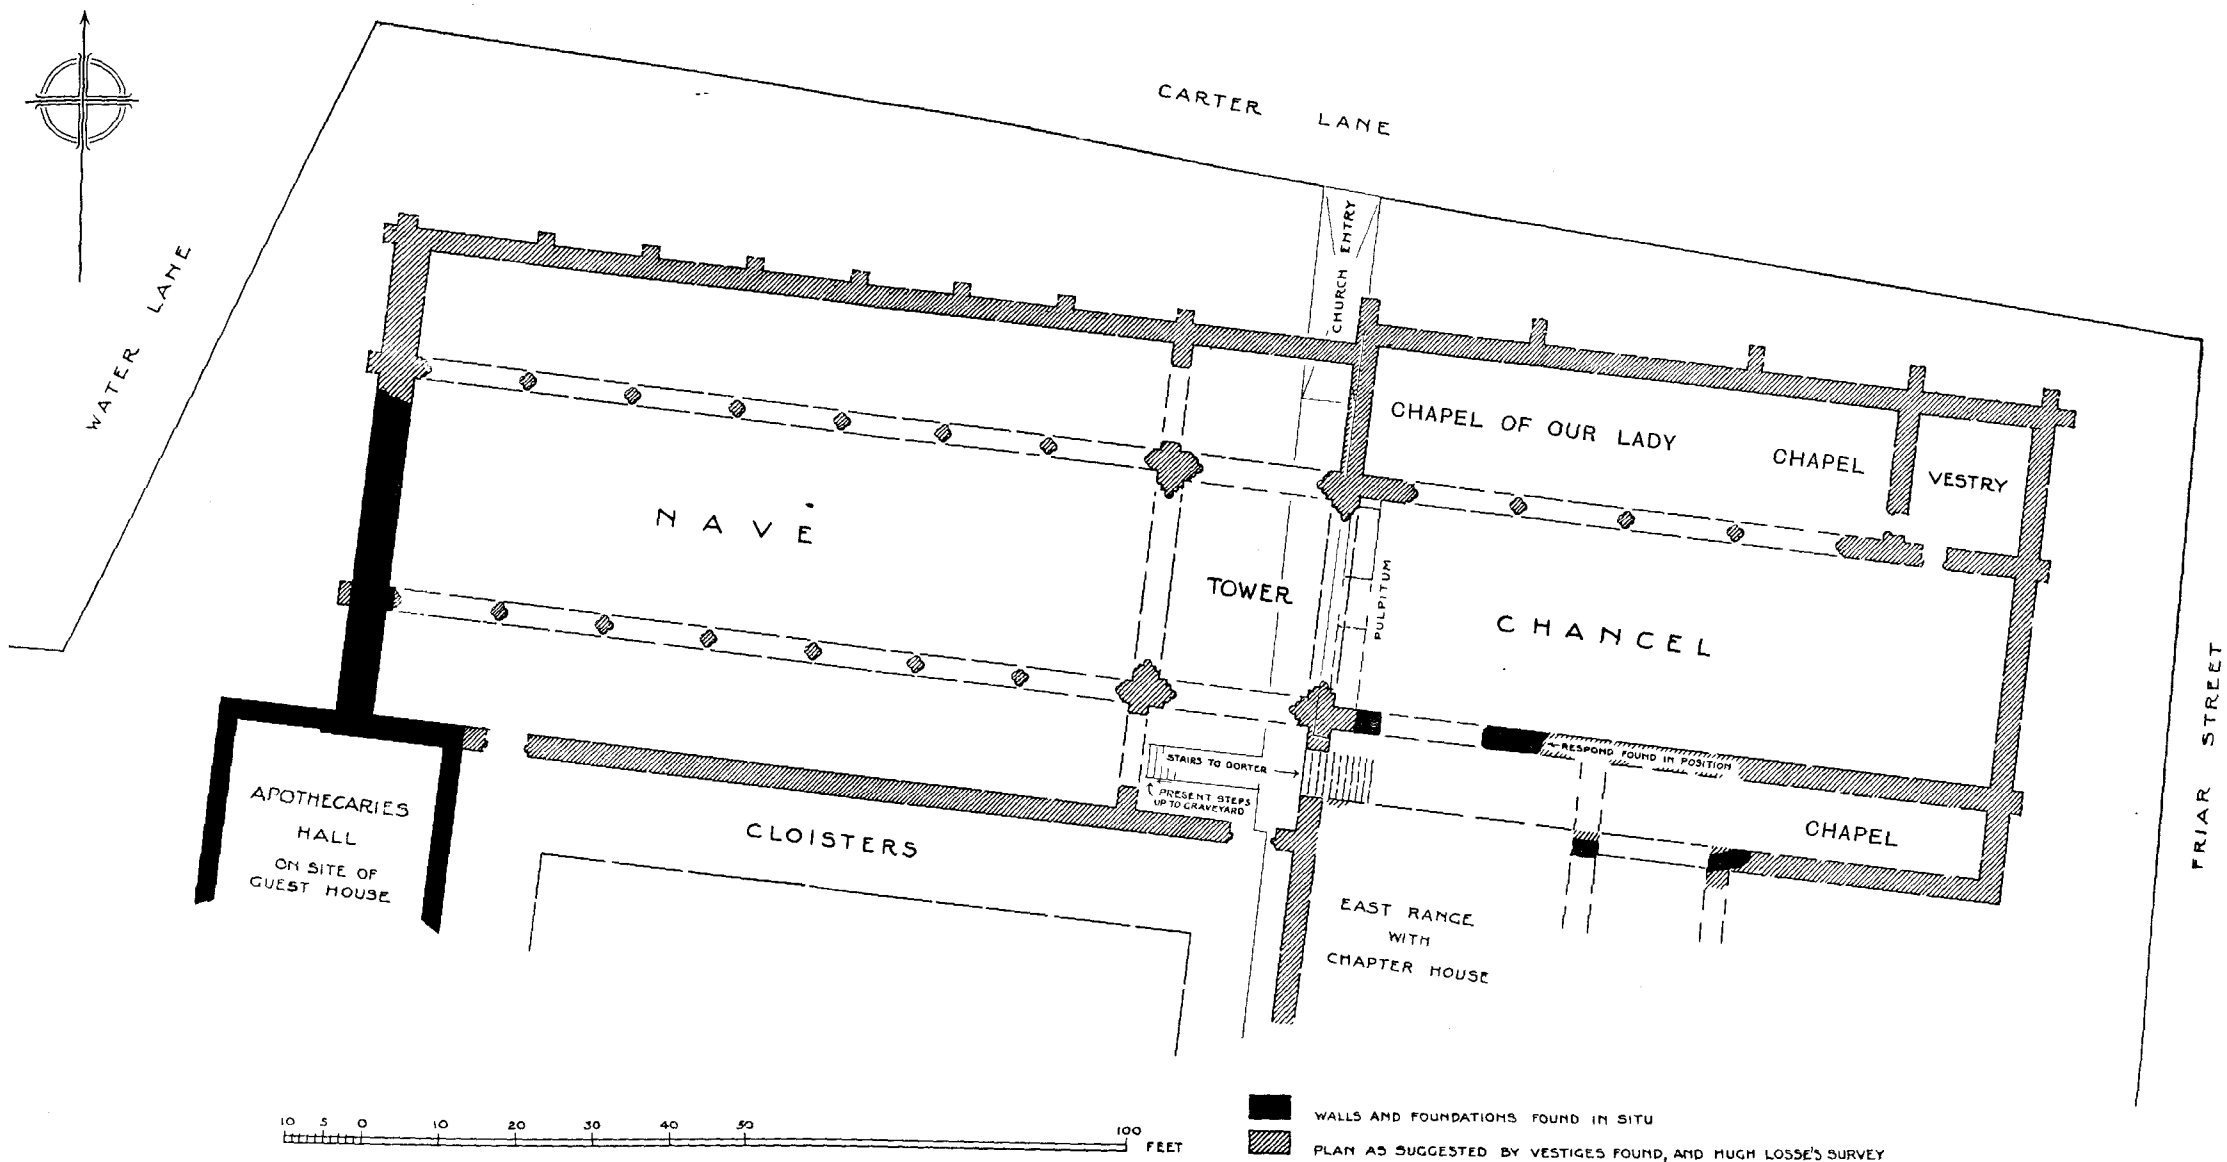 CARTER LANE
WATER LANE
CHURCH ENTRY
CHAPEL OF OUR LADY
CHAPEL
VESTRY
NAVE
TOWER
PULPITUM
CHANCEL
FRIAR STREET
RESPOND FOUND IN POSITION
STAIRS TO DORTER
PRESENT STEPS
UP TO GRAVEYARD
APOTHECARIES
HALL
ON SITE OF
GUEST HOUSE
CLOISTERS
CHAPEL
EAST RANGE
WITH
CHAPTER HOUSE
10 5 0 10 20 30 40 50 100 FEET
WALLS AND FOUNDATIONS FOUND IN SITU
PLAN AS SUGGESTED BY VESTIGES FOUND, AND HUGH LOSSE'S SURVEY